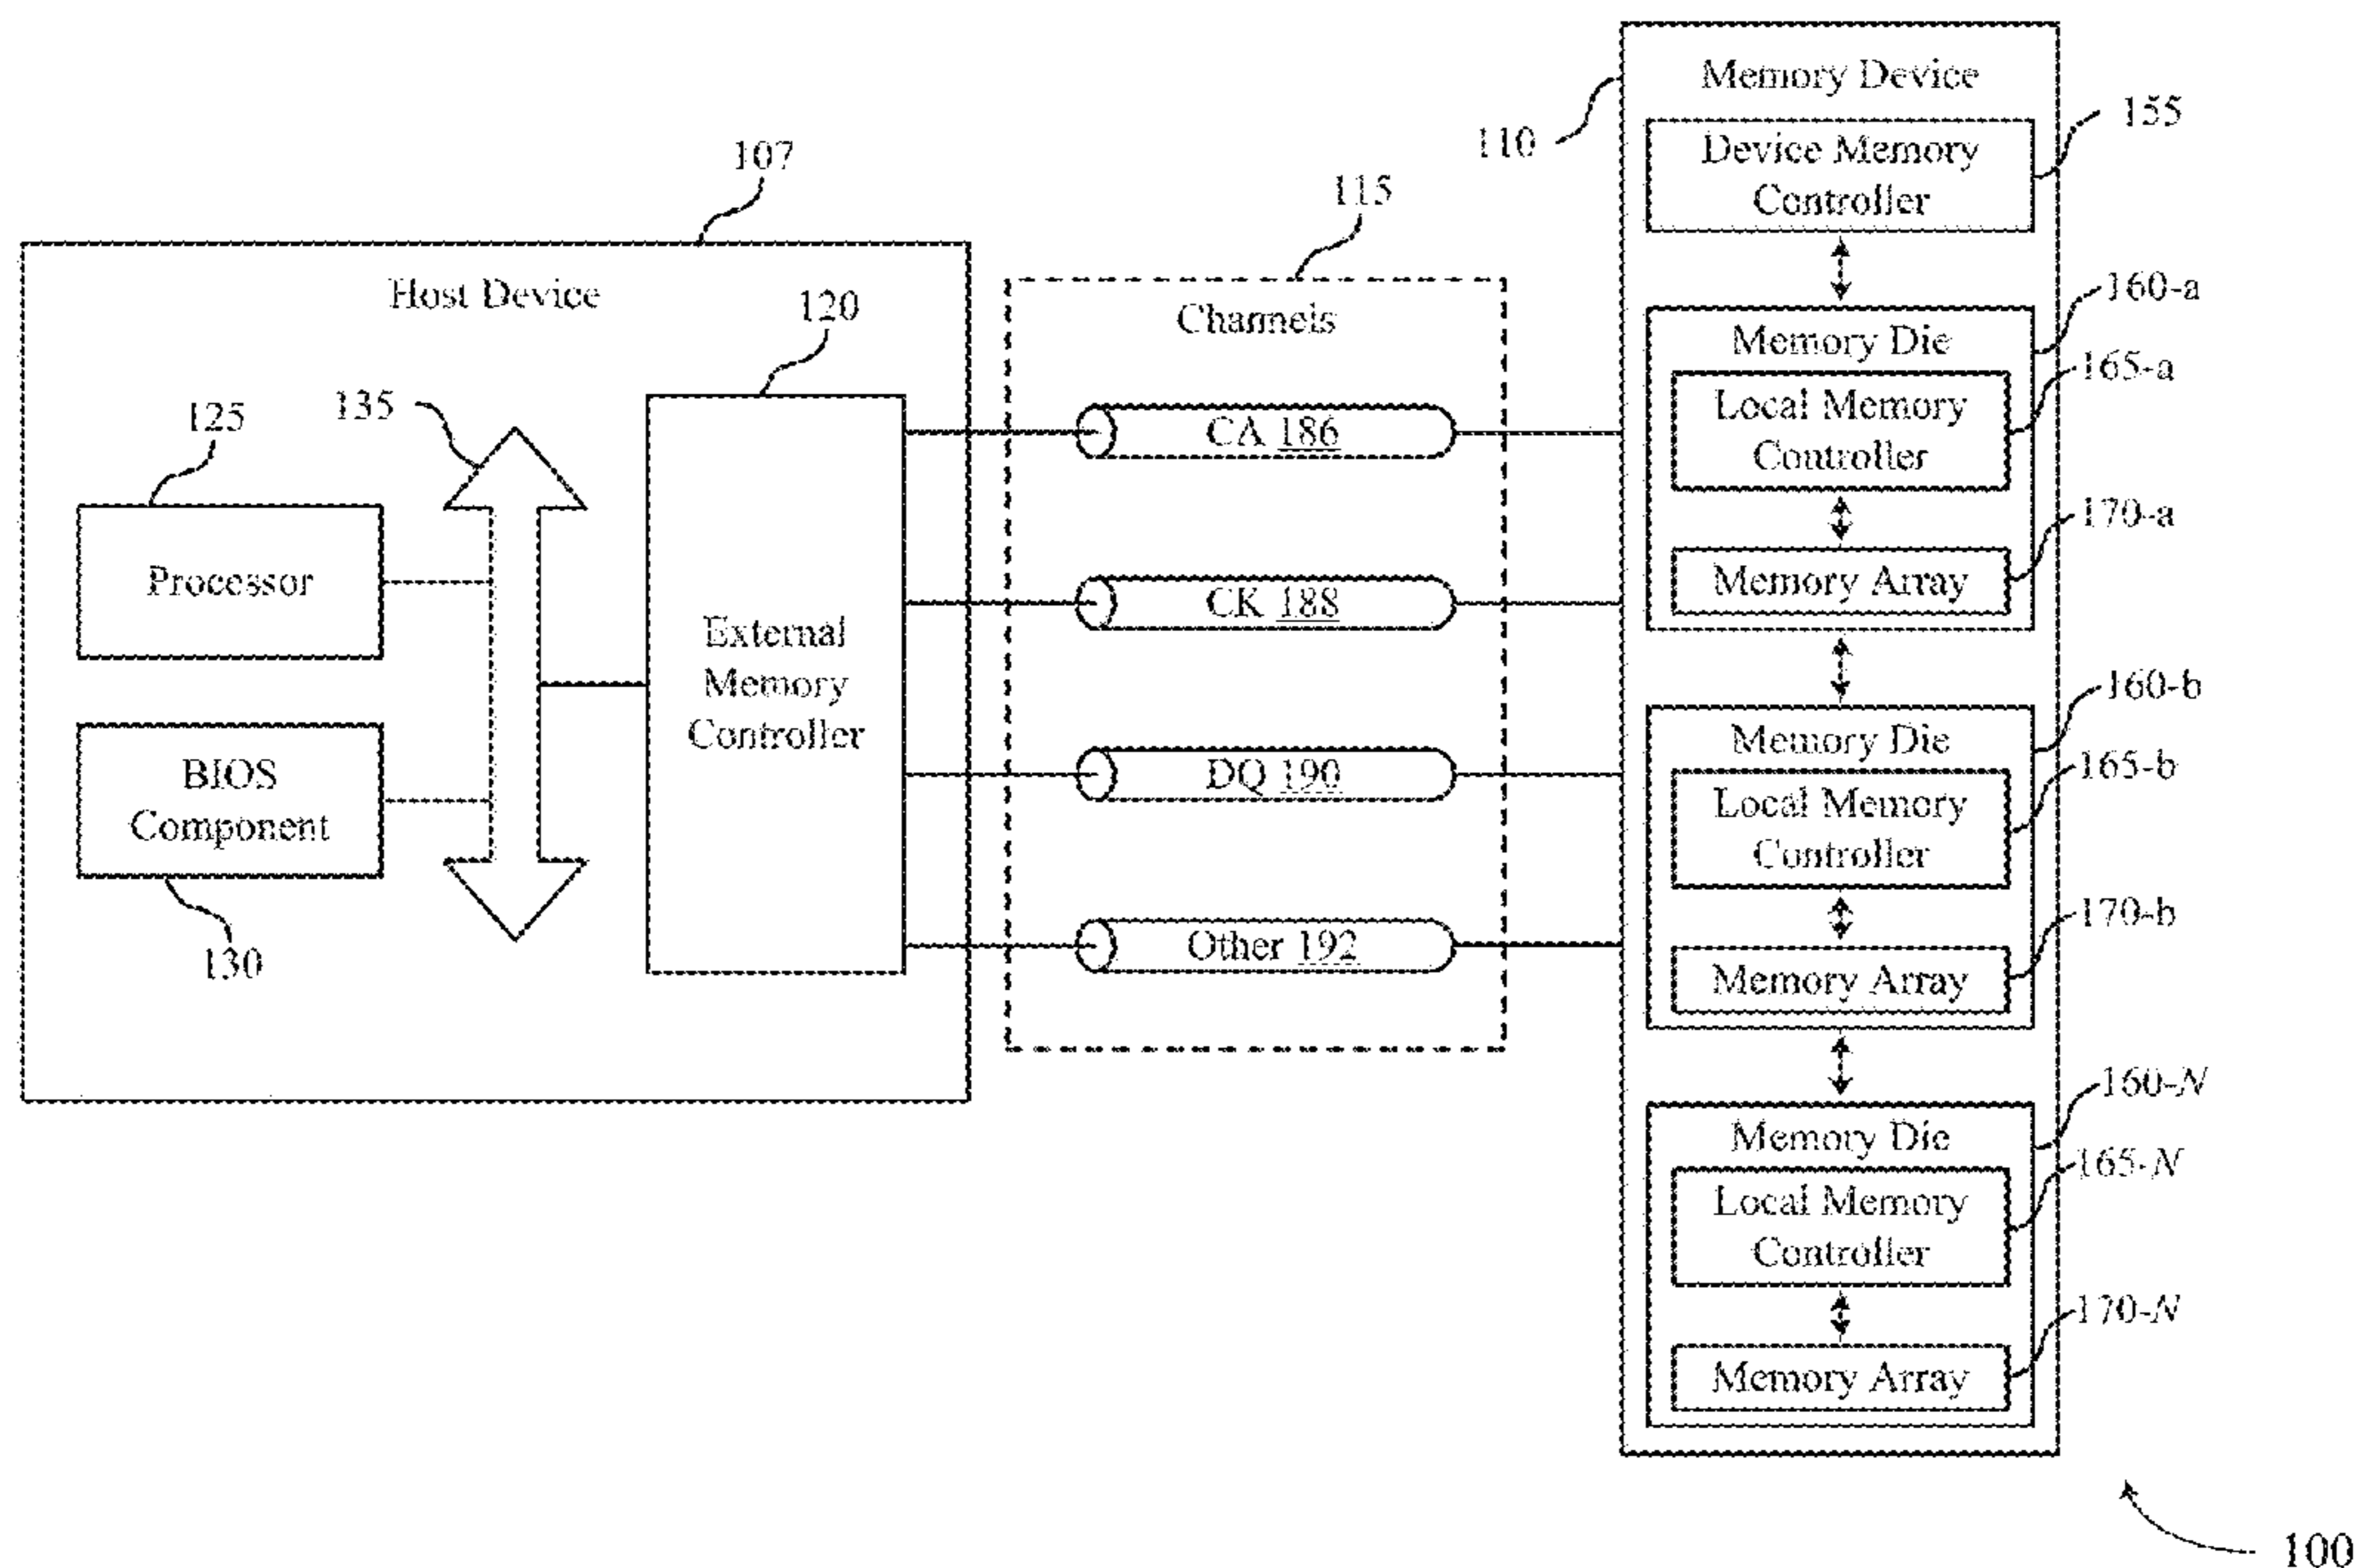 107
Host Device
120
135
125
Processor
External
Memory
Controller
BIOS
Component
130
115
Channels
CA 186
CK 188
DQ 190
Other 192
110
Memory Device
155
Device Memory
Controller
160-a
Memory Die
165-a
Local Memory
Controller
170-a
Memory Array
160-b
Memory Die
165-b
Local Memory
Controller
170-b
Memory Array
160-N
Memory Die
165-N
Local Memory
Controller
170-N
Memory Array
100